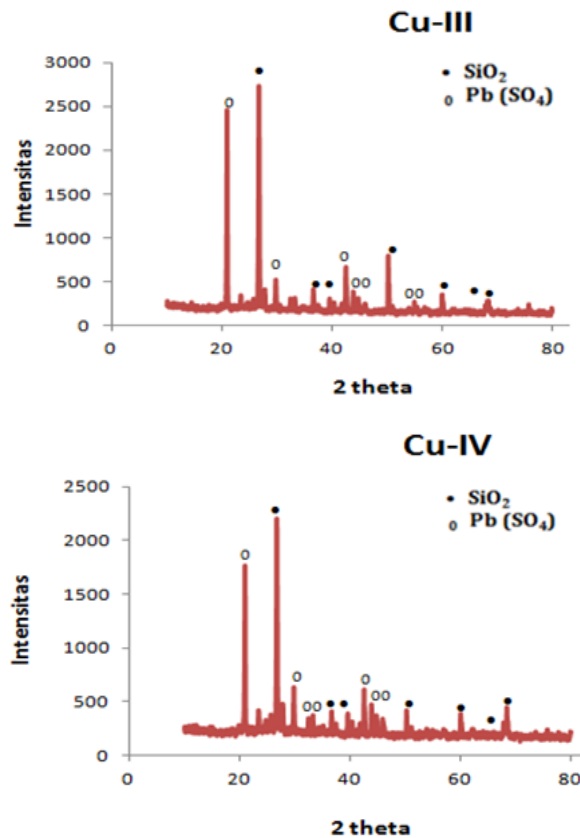 Cu-III
• SiO₂
o Pb (SO₄)
Intensitas
3000
2500
2000
1500
1000
500
0
0 20 40 60 80
2 theta
Cu-IV
• SiO₂
o Pb (SO₄)
Intensitas
2500
2000
1500
1000
500
0
0 20 40 60 80
2 theta